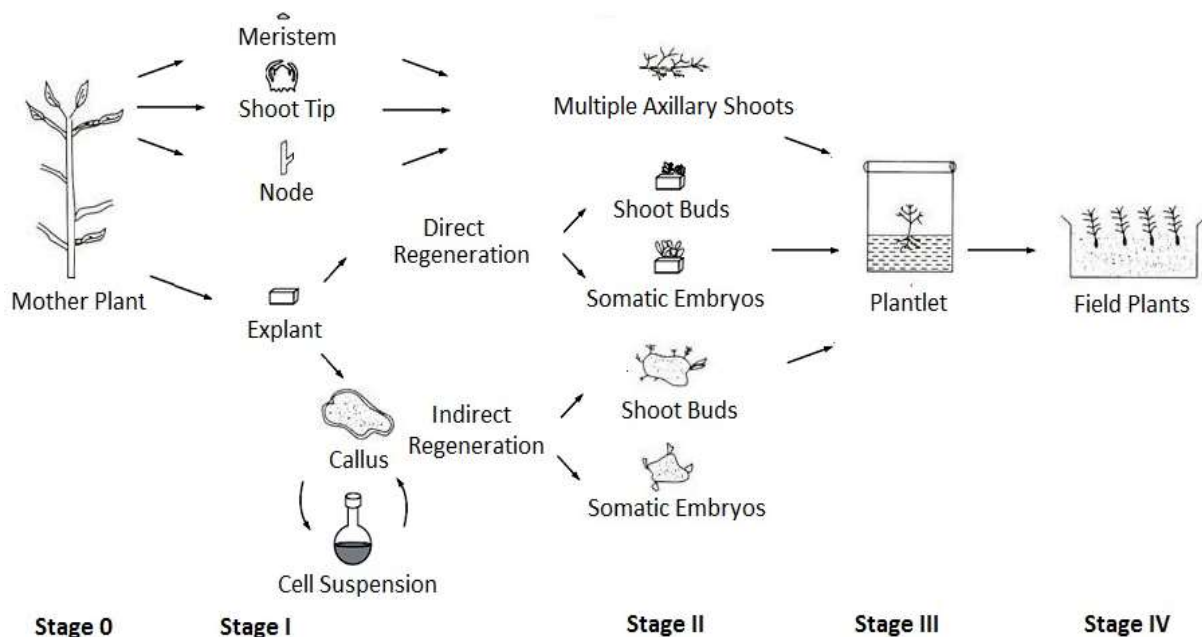 Meristem
Shoot Tip
Node
Mother Plant
Explant
Callus
Cell Suspension
Direct
Regeneration
Indirect
Regeneration
Multiple Axillary Shoots
Shoot Buds
Somatic Embryos
Shoot Buds
Somatic Embryos
Plantlet
Field Plants
Stage 0
Stage I
Stage II
Stage III
Stage IV